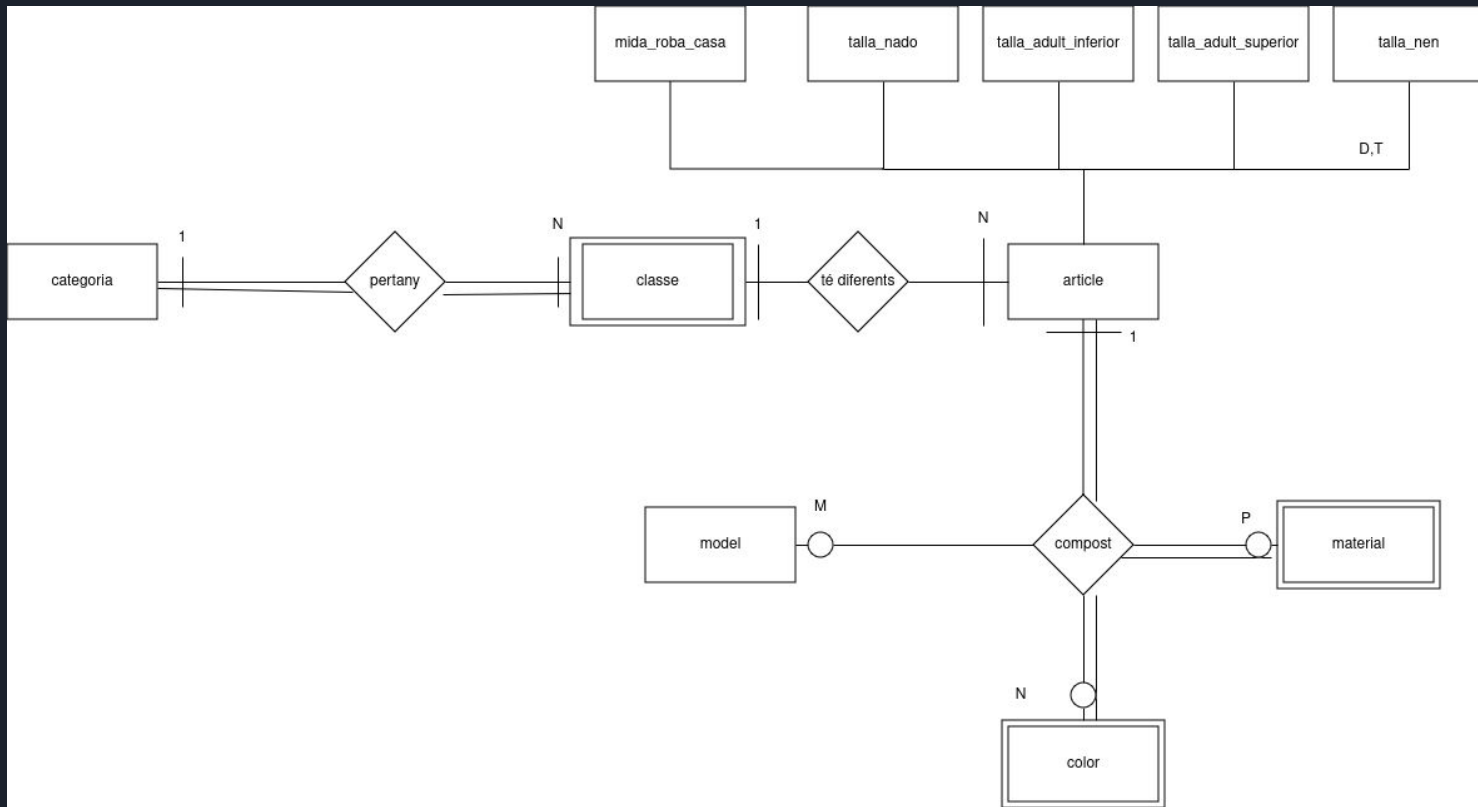 mida_roba_casa
talla_nado
talla_adult_inferior
talla_adult_superior
talla_nen
D,T
1
N
1
N
categoria
pertany
classe
té diferents
article
1
M
P
model
compost
material
N
color